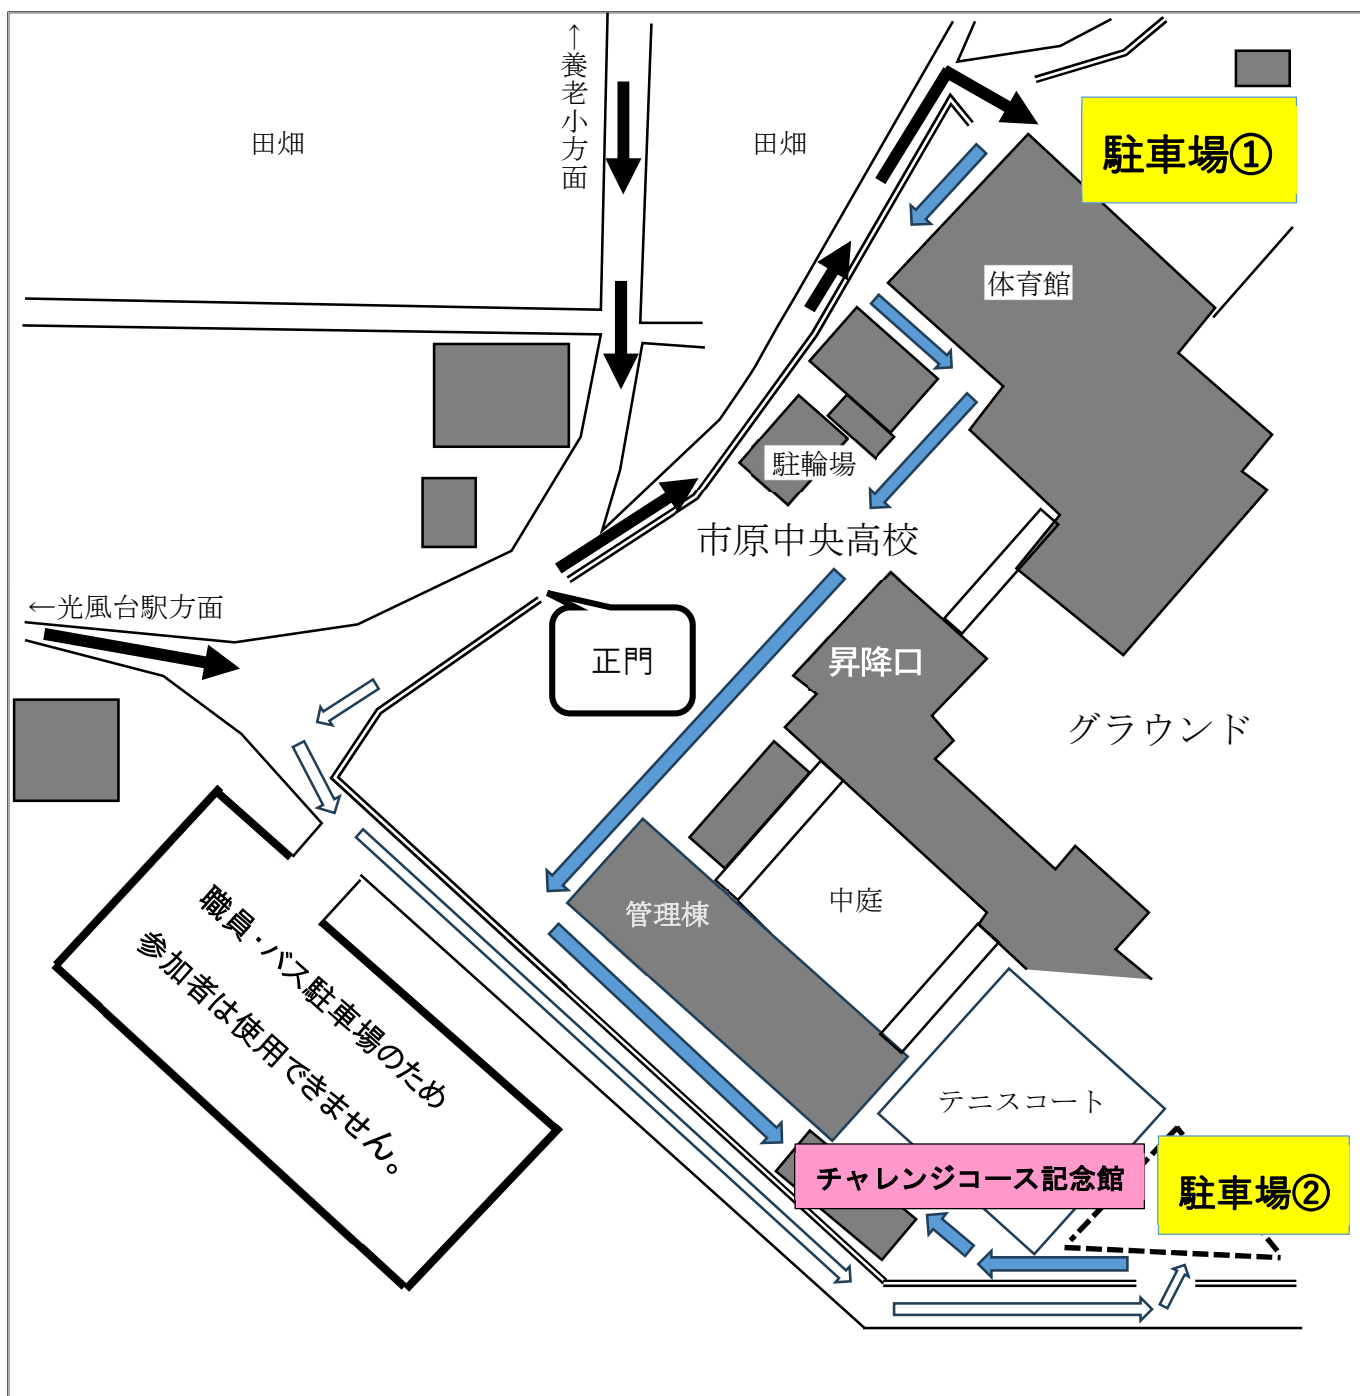 ↑養老小方面
田畑
田畑
駐車場①
体育館
駐輪場
市原中央高校
←光風台駅方面
正門
昇降口
グラウンド
中庭
管理棟
職員・バス駐車場のため
参加者は使用できません。
テニスコート
チャレンジコース記念館
駐車場②